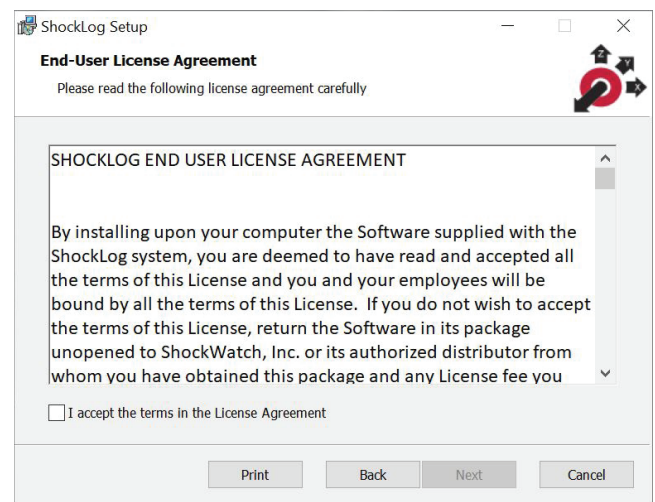 ShockLog Setup
End-User License Agreement
Please read the following license agreement carefully
Z
Y
X
SHOCKLOG END USER LICENSE AGREEMENT
By installing upon your computer the Software supplied with the
ShockLog system, you are deemed to have read and accepted all
the terms of this License and you and your employees will be
bound by all the terms of this License.  If you do not wish to accept
the terms of this License, return the Software in its package
unopened to ShockWatch, Inc. or its authorized distributor from
whom you have obtained this package and any License fee you
I accept the terms in the License Agreement
Print Back Next Cancel